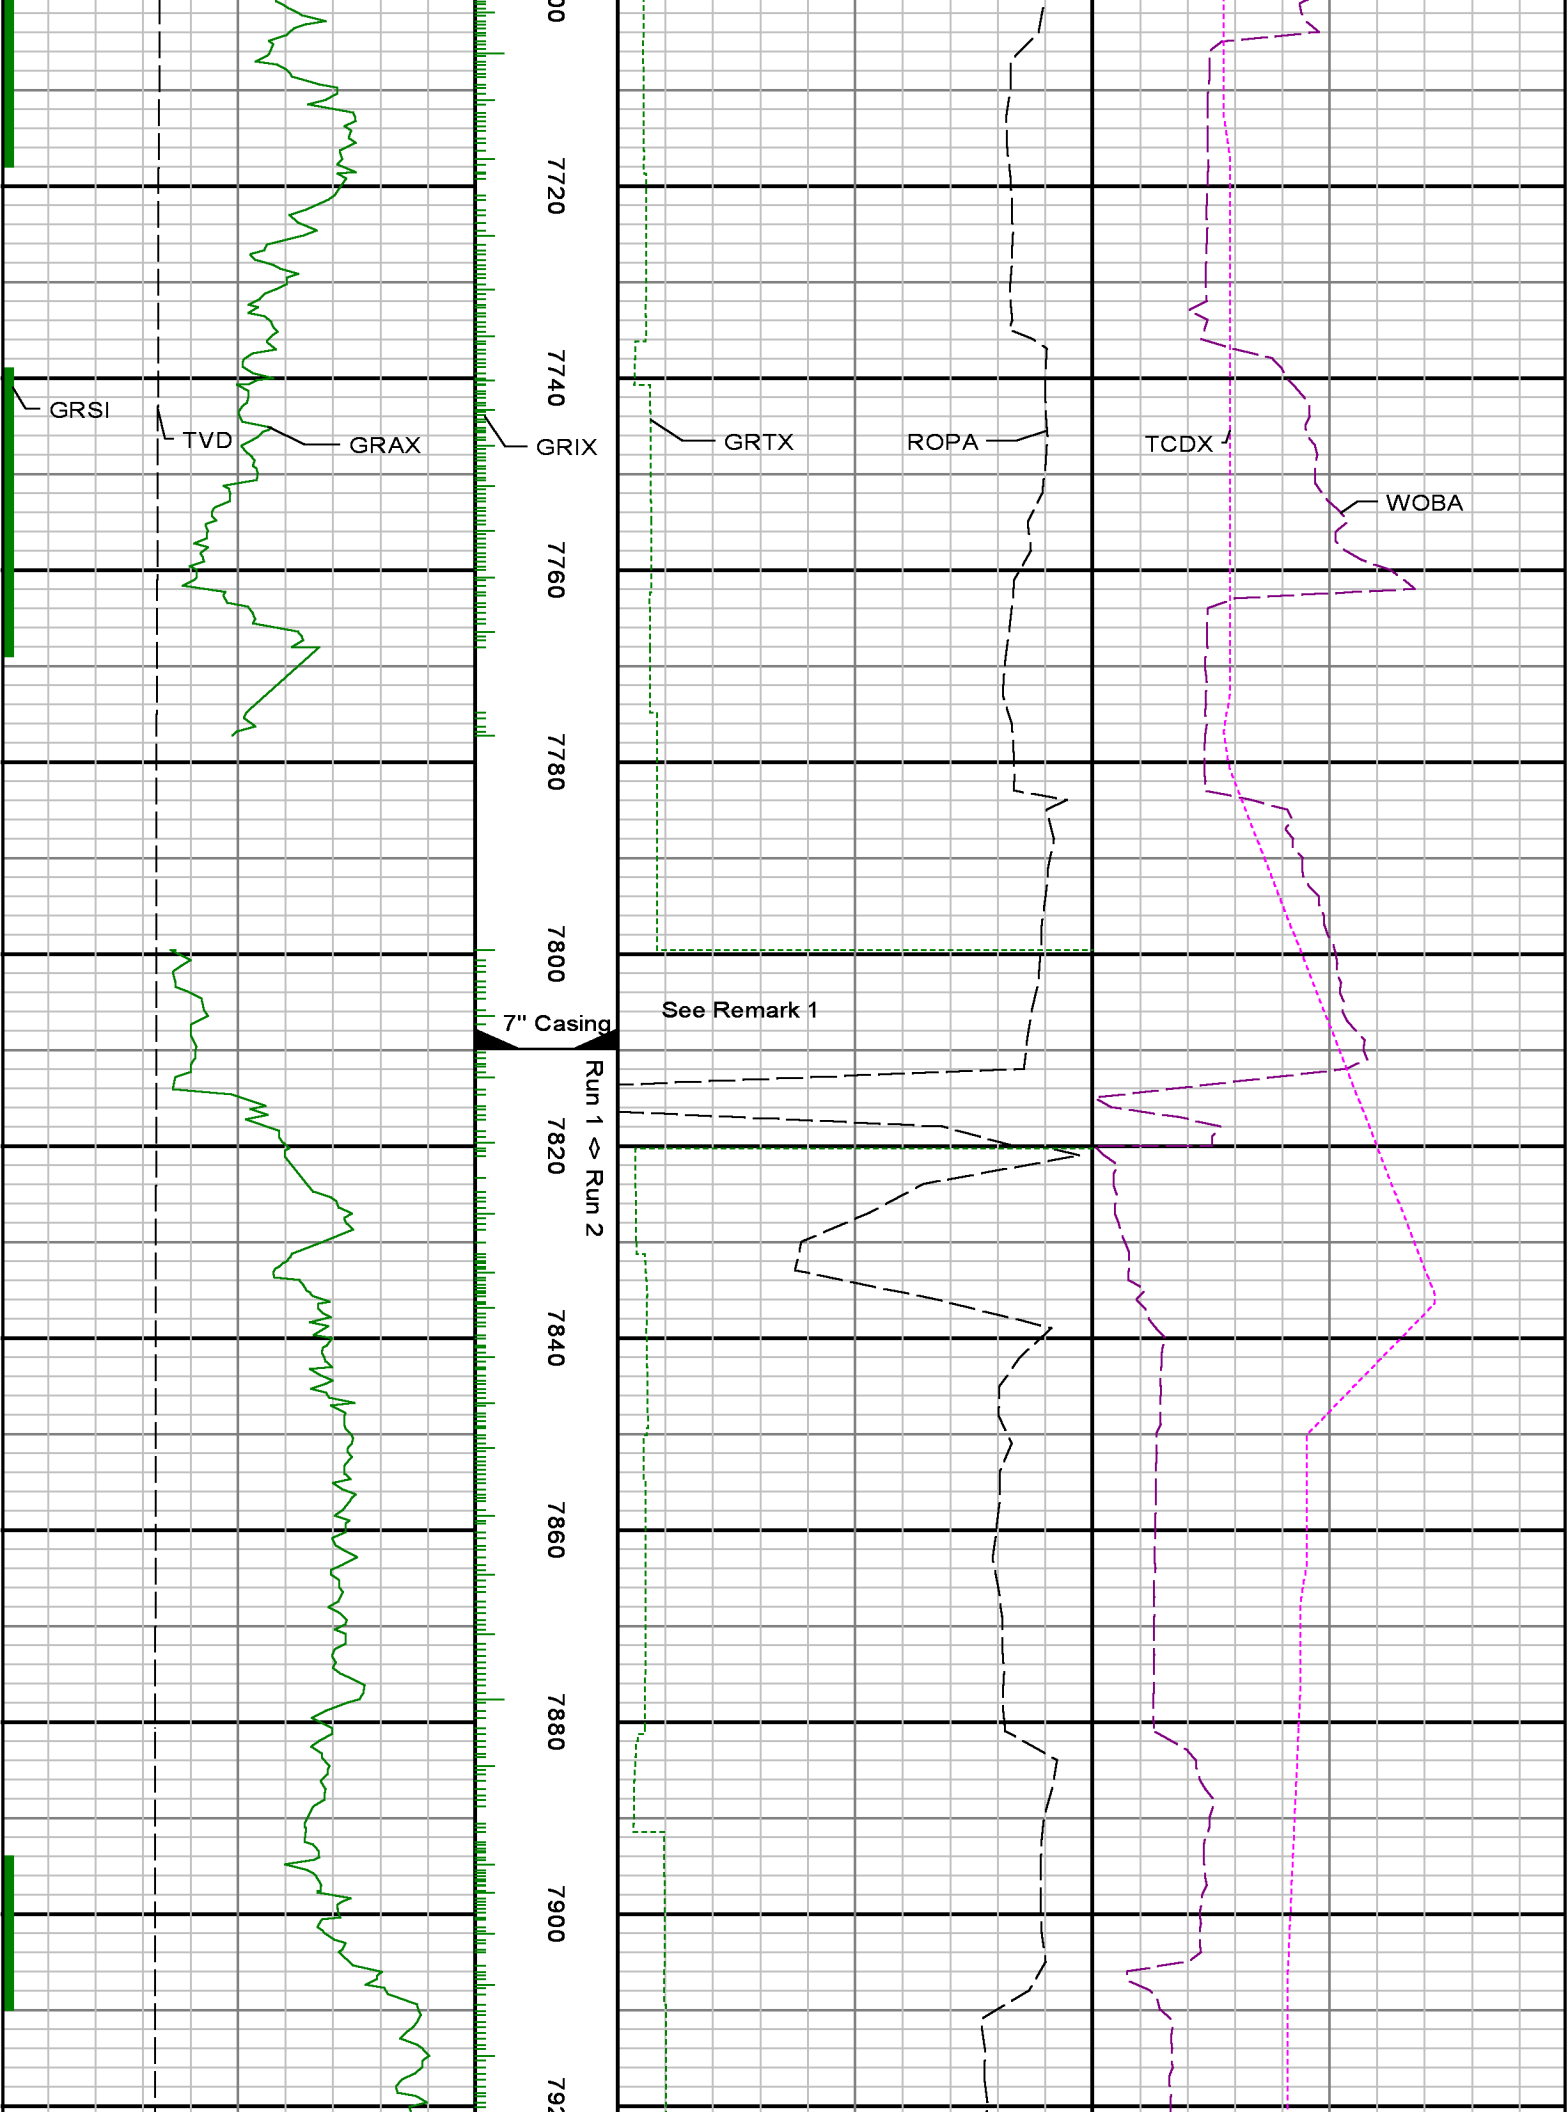 7720
7740
GRSI
TVD
GRAX
GRIX
GRTX
ROPA
TCDX
WOBA
7760
7780
7800
See Remark 1
7" Casing
Run 1 <> Run 2
7820
7840
7860
7880
7900